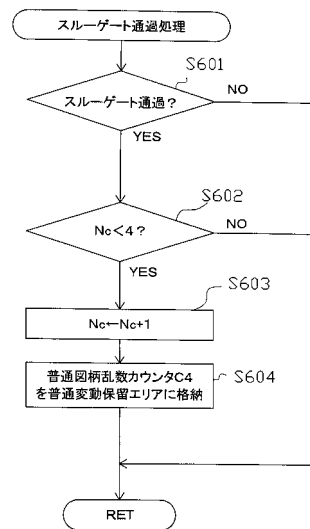 スルーゲート通過処理
S601
スルーゲート通過?
NO
YES
S602
Nc<4?
NO
YES
S603
Nc←Nc+1
普通図柄乱数カウンタC4
を普通変動保留エリアに格納
S604
RET